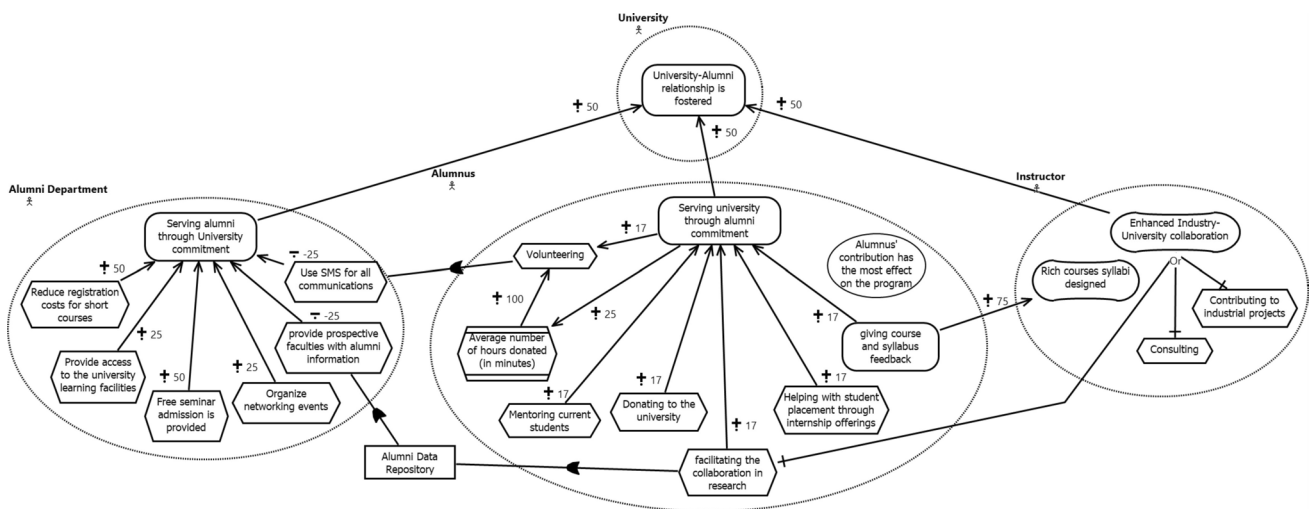 University
University-Alumni
relationship is
fostered
50
50
50
Alumni Department
Serving alumni
through University
commitment
-25
Use SMS for all
communications
50
Reduce registration
costs for short
courses
25
Provide access
to the university
learning facilities
50
Free seminar
admission is
provided
25
Organize
networking events
-25
provide prospective
faculties with alumni
information
Alumni Data
Repository
Alumnus
Serving university
through alumni
commitment
17
Volunteering
100
Average number
of hours donated
(in minutes)
25
17
Mentoring current
students
17
Donating to the
university
17
facilitating the
collaboration in
research
17
Helping with student
placement through
internship offerings
17
giving course
and syllabus
feedback
Alumnus'
contribution has
the most effect
on the program
75
Instructor
Enhanced Industry-
University collaboration
Or
Rich courses syllabi
designed
Contributing to
industrial projects
Consulting